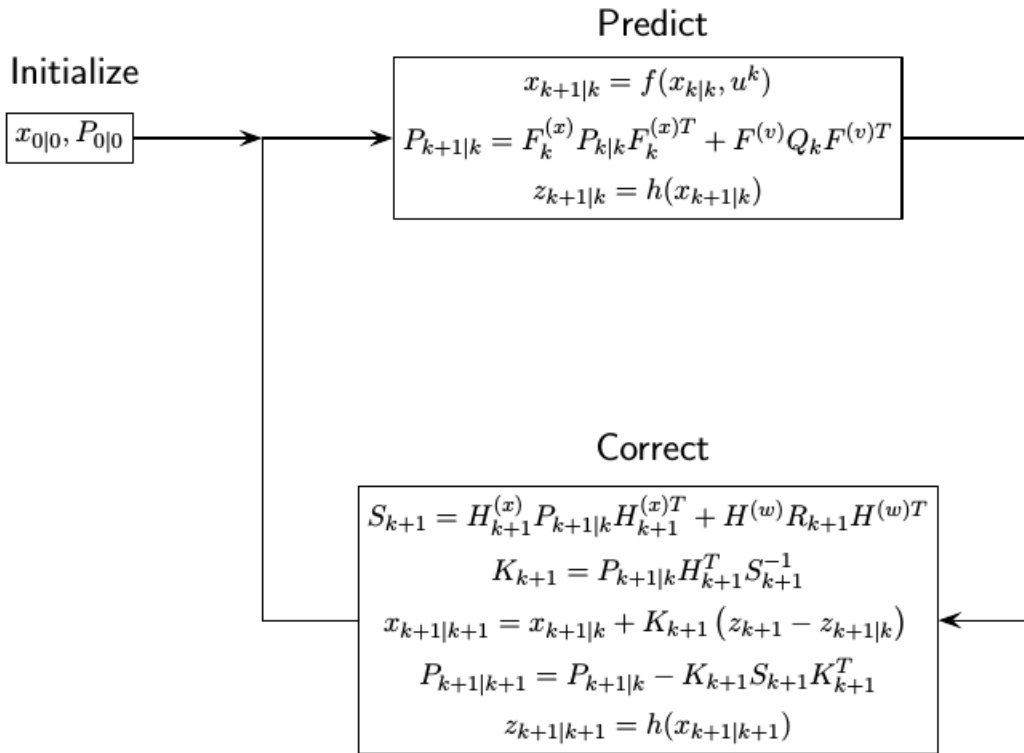 Predict
Initialize
$x_{k+1|k} = f(x_{k|k}, u^k)$
$x_{0|0}, P_{0|0}$
$P_{k+1|k} = F_k^{(x)} P_{k|k} F_k^{(x)T} + F^{(v)} Q_k F^{(v)T}$
$z_{k+1|k} = h(x_{k+1|k})$
Correct
$S_{k+1} = H_{k+1}^{(x)} P_{k+1|k} H_{k+1}^{(x)T} + H^{(w)} R_{k+1} H^{(w)T}$
$K_{k+1} = P_{k+1|k} H_{k+1}^T S_{k+1}^{-1}$
$x_{k+1|k+1} = x_{k+1|k} + K_{k+1} (z_{k+1} - z_{k+1|k})$
$P_{k+1|k+1} = P_{k+1|k} - K_{k+1} S_{k+1} K_{k+1}^T$
$z_{k+1|k+1} = h(x_{k+1|k+1})$